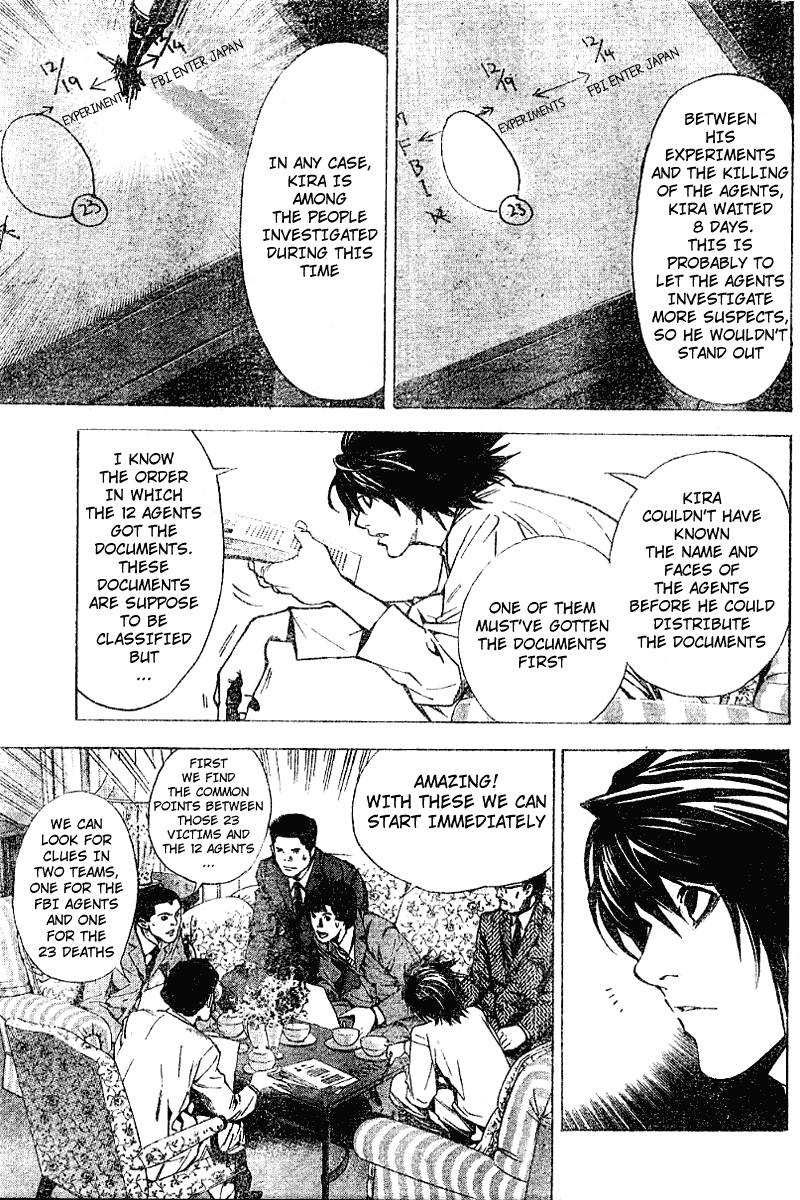 12/14
12/19
FBI ENTER JAPAN
EXPERIMENTS
FBI
23
BETWEEN
HIS
EXPERIMENTS
AND THE KILLING
OF THE AGENTS,
KIRA WAITED
8 DAYS.
THIS IS
PROBABLY TO
LET THE AGENTS
INVESTIGATE
MORE SUSPECTS,
SO HE WOULDN'T
STAND OUT
12/14
12/19
FBI ENTER JAPAN
EXPERIMENTS
23
IN ANY CASE,
KIRA IS
AMONG
THE PEOPLE
INVESTIGATED
DURING THIS
TIME
KIRA
COULDN'T HAVE
KNOWN
THE NAME AND
FACES OF
THE AGENTS
BEFORE HE COULD
DISTRIBUTE
THE DOCUMENTS
ONE OF THEM
MUST'VE GOTTEN
THE DOCUMENTS
FIRST
I KNOW
THE ORDER
IN WHICH
THE 12 AGENTS
GOT THE
DOCUMENTS.
THESE
DOCUMENTS
ARE SUPPOSE
TO BE
CLASSIFIED
BUT
...
AMAZING!
WITH THESE WE CAN
START IMMEDIATELY
FIRST
WE FIND
THE COMMON
POINTS BETWEEN
THOSE 23
VICTIMS AND
THE 12 AGENTS
...
WE CAN
LOOK FOR
CLUES IN
TWO TEAMS,
ONE FOR THE
FBI AGENTS
AND ONE
FOR THE
23 DEATHS